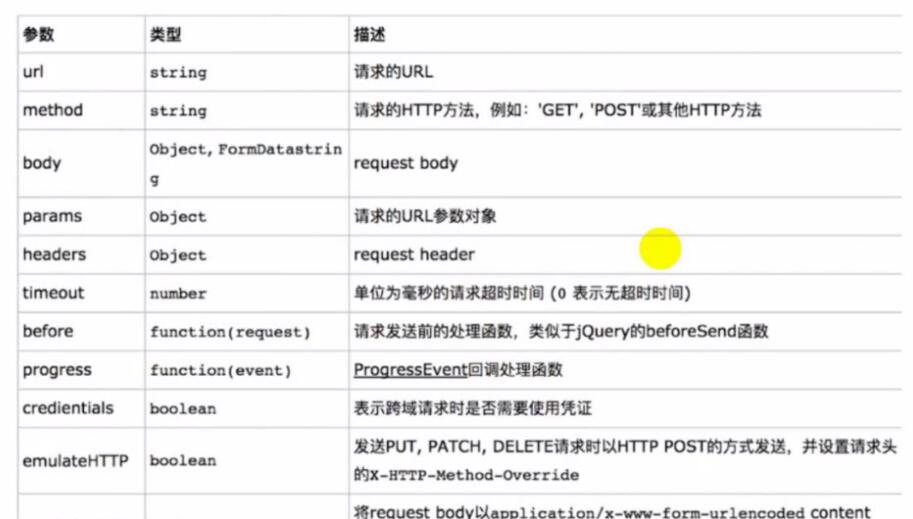 参数 类型 描述
url string 请求的URL
method string 请求的HTTP方法，例如：'GET', 'POST'或其他HTTP方法
body Object, FormDatastrin
g request body
params Object 请求的URL参数对象
headers Object request header
timeout number 单位为毫秒的请求超时时间 (0 表示无超时时间)
before function(request) 请求发送前的处理函数，类似于jQuery的beforeSend函数
progress function(event) ProgressEvent回调处理函数
credientials boolean 表示跨域请求时是否需要使用凭证
emulateHTTP boolean 发送PUT, PATCH, DELETE请求时以HTTP POST的方式发送，并设置请求头
的X-HTTP-Method-Override
将request body以application/x-www-form-urlencoded content